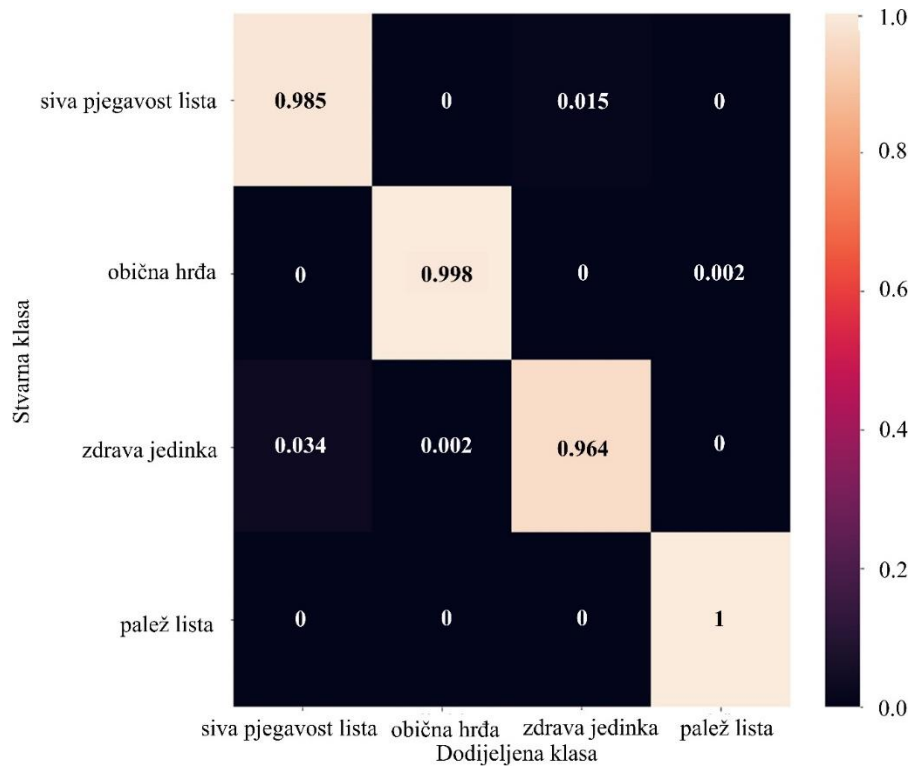 1.0
siva pjegavost lista 0.985 0 0.015 0
0.8
obična hrđa 0 0.998 0 0.002
0.6
Stvarna klasa
0.4
zdrava jedinka 0.034 0.002 0.964 0
0.2
palež lista 0 0 0 1
0.0
siva pjegavost lista obična hrđa zdrava jedinka palež lista
Dodijeljena klasa